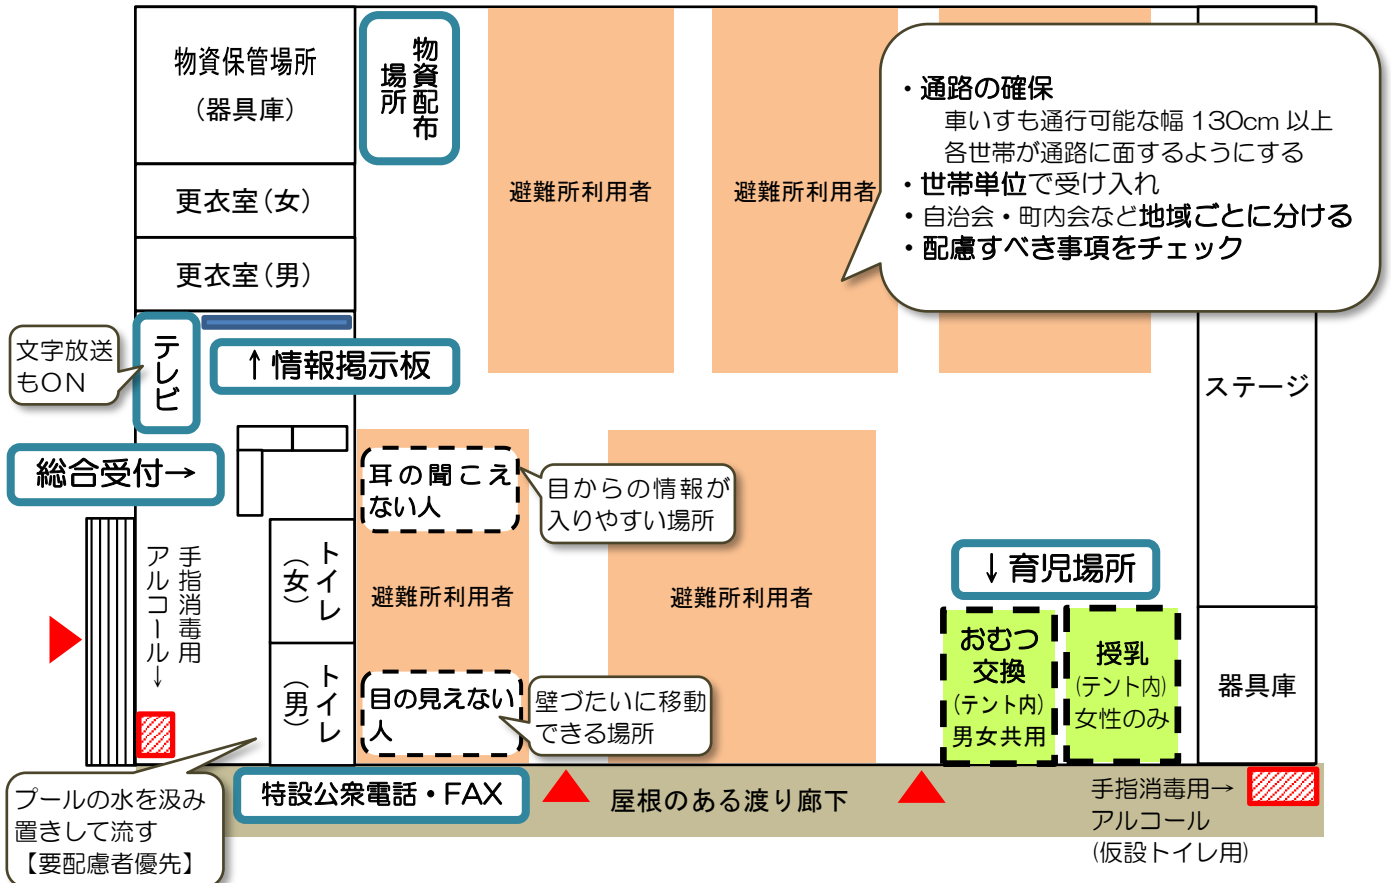 物資保管場所
(器具庫)
物資配布
場所
避難所利用者
避難所利用者
・通路の確保
車いすも通行可能な幅 130cm 以上
各世帯が通路に面するようにする
・世帯単位で受け入れ
・自治会・町内会など地域ごとに分ける
・配慮すべき事項をチェック
更衣室(女)
更衣室(男)
文字放送
もON
テレビ
↑情報掲示板
ステージ
総合受付→
耳の聞こえ
ない人
目からの情報が
入りやすい場所
手指消毒用
アルコール→
トイレ
(女)
避難所利用者
避難所利用者
↓育児場所
おむつ
交換
(テント内)
男女共用
授乳
(テント内)
女性のみ
器具庫
トイレ
(男)
目の見えない
人
壁づたいに移動
できる場所
プールの水を汲み
置きして流す
【要配慮者優先】
特設公衆電話・FAX
屋根のある渡り廊下
手指消毒用→
アルコール
(仮設トイレ用)